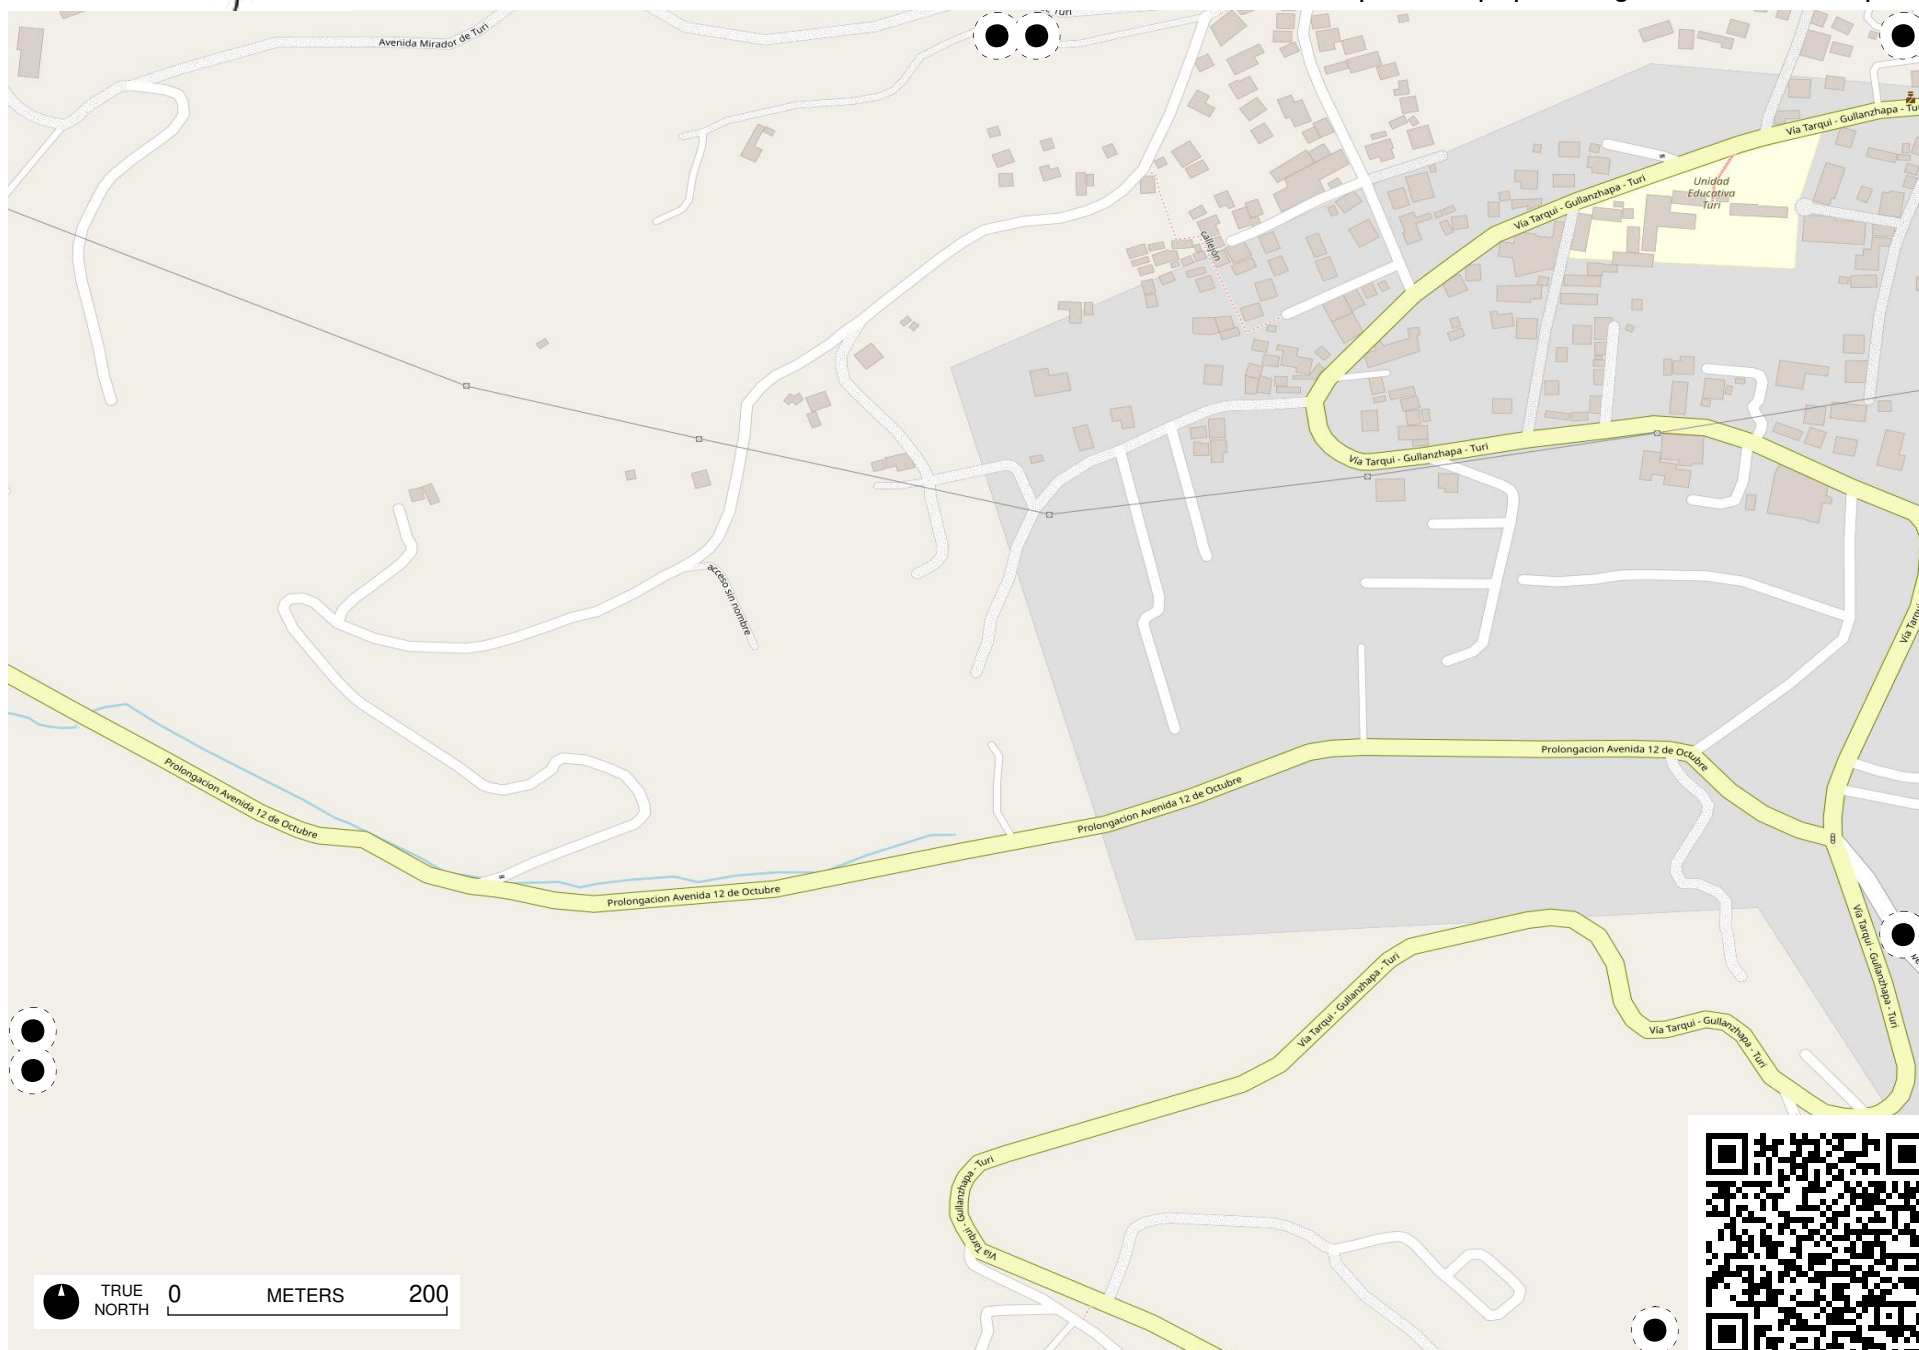 Avenida Mirador de Turi
Turi
Vía Tarqui - Gullanzhapa - Tu
Unidad
Educativa
Turi
Vía Tarqui - Gullanzhapa - Turi
Vía Tarqui - Gullanzhapa - Turi
callejón
Vía Tarqui - Gullanzhapa - Turi
acceso sin nombre
Vía Tarqui
Prolongacion Avenida 12 de Octubre
Prolongacion Avenida 12 de Octubre
Prolongacion Avenida 12 de Octubre
Prolongacion Avenida 12 de Octubre
Vía Tarqui - Gullanzhapa - Turi
Vía Tarqui - Gullanzhapa - Turi
Vía Tarqui - Gullanzhapa - Turi
Vía Tarqui - Gullanzhapa - Turi
TRUE
NORTH
0 METERS 200